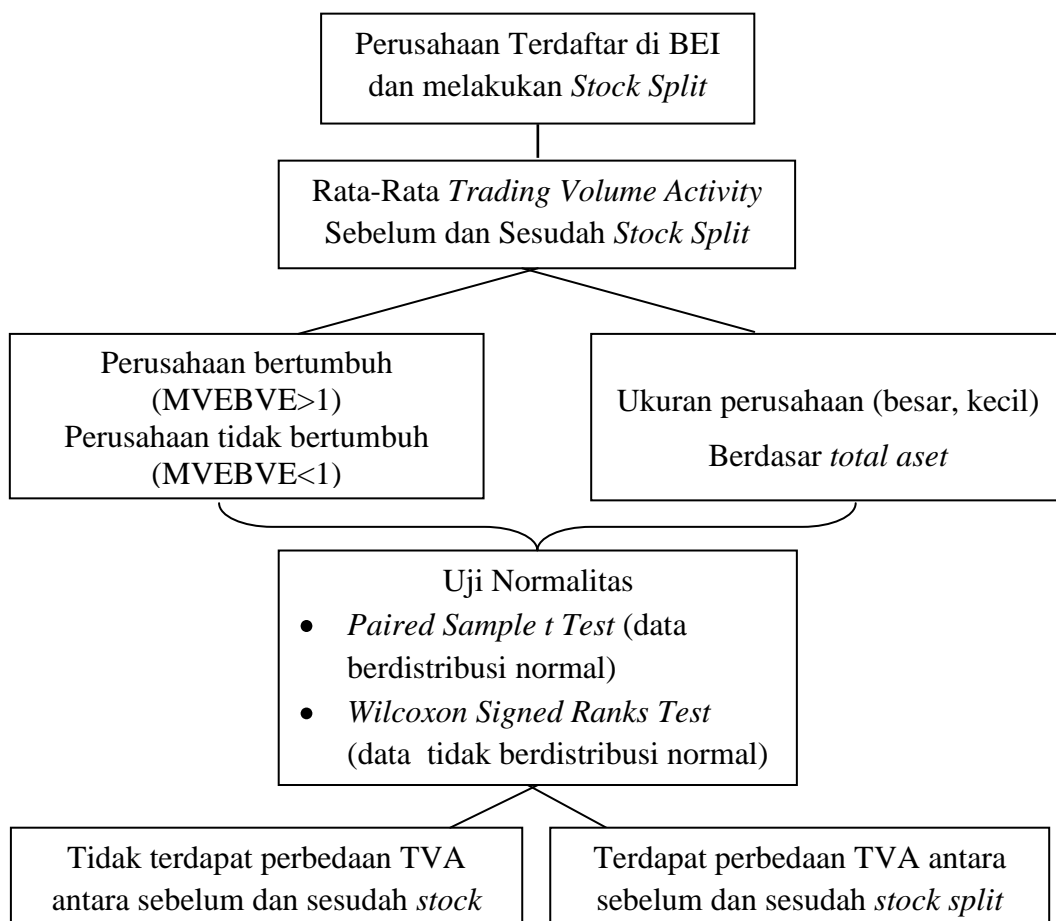 Perusahaan Terdaftar di BEI
dan melakukan Stock Split
Rata-Rata Trading Volume Activity
Sebelum dan Sesudah Stock Split
Perusahaan bertumbuh
(MVEBVE>1)
Perusahaan tidak bertumbuh
(MVEBVE<1)
Ukuran perusahaan (besar, kecil)
Berdasar total aset
Uji Normalitas
• Paired Sample t Test (data
berdistribusi normal)
• Wilcoxon Signed Ranks Test
(data tidak berdistribusi normal)
Tidak terdapat perbedaan TVA
antara sebelum dan sesudah stock
Terdapat perbedaan TVA antara
sebelum dan sesudah stock split